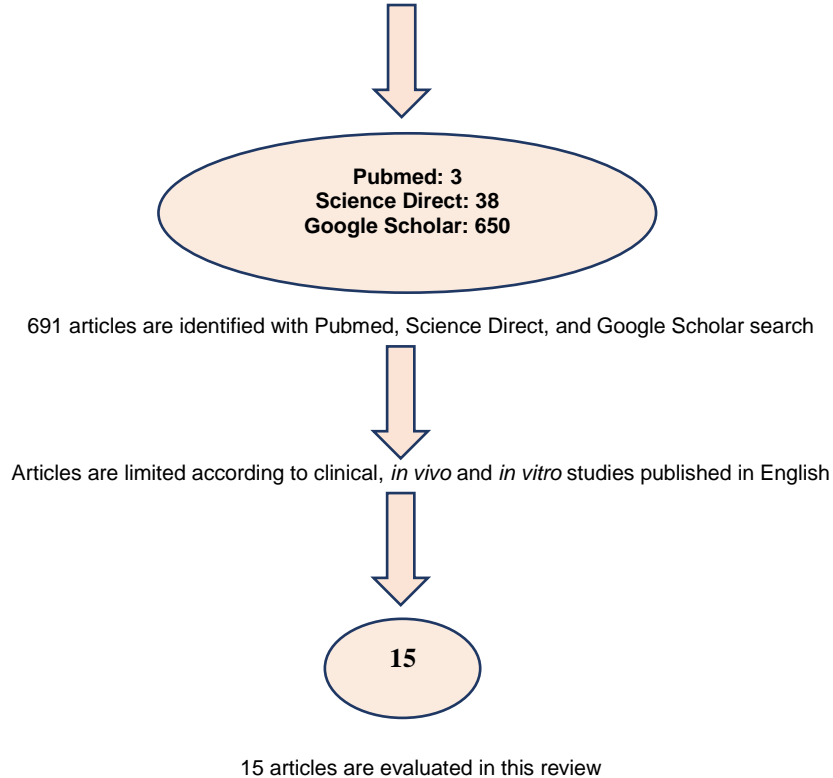 Pubmed: 3
Science Direct: 38
Google Scholar: 650
691 articles are identified with Pubmed, Science Direct, and Google Scholar search
Articles are limited according to clinical, in vivo and in vitro studies published in English
15
15 articles are evaluated in this review